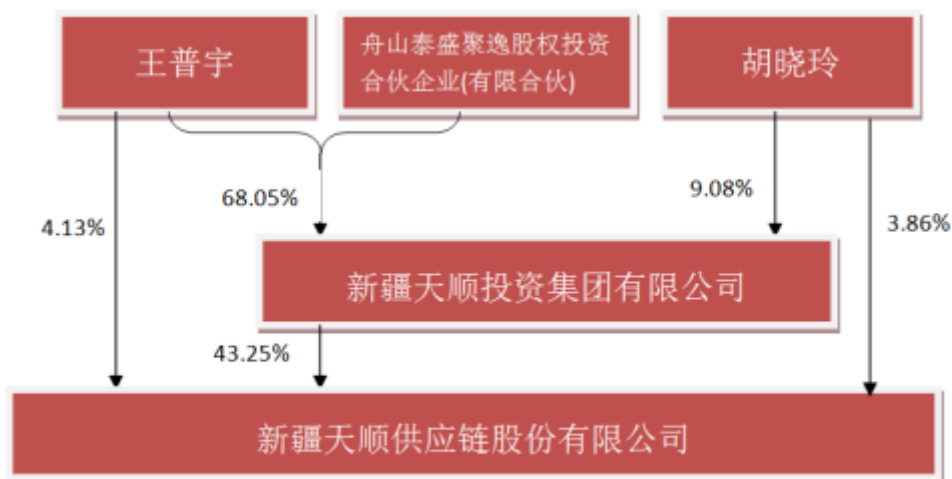 王普宇
舟山泰盛聚逸股权投资
合伙企业(有限合伙)
胡晓玲
4.13%
68.05%
9.08%
3.86%
新疆天顺投资集团有限公司
43.25%
新疆天顺供应链股份有限公司